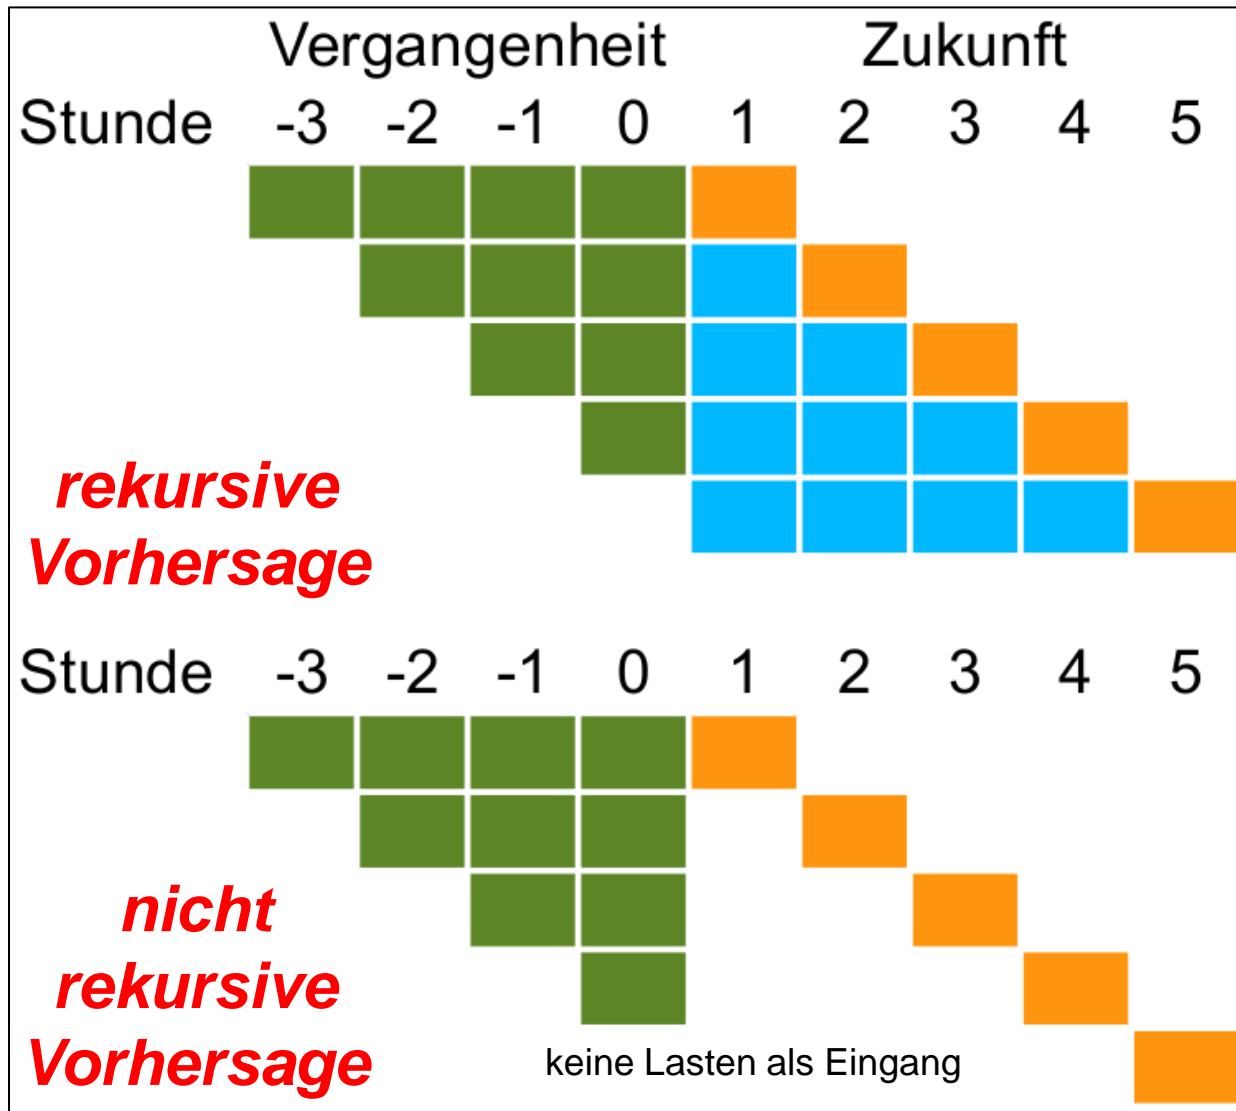 Vergangenheit Zukunft
Stunde -3 -2 -1 0 1 2 3 4 5
rekursive
Vorhersage
Stunde -3 -2 -1 0 1 2 3 4 5
nicht
rekursive
Vorhersage
keine Lasten als Eingang